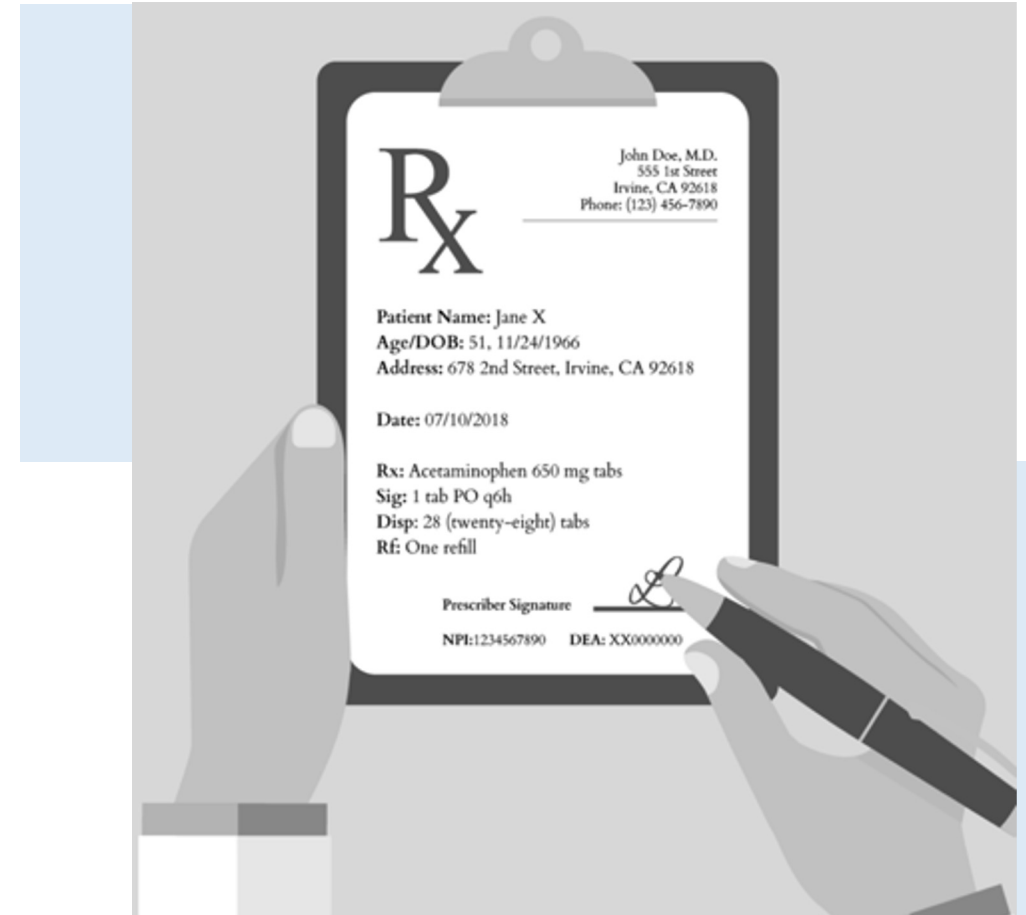 Rx
John Doe, M.D.
555 1st Street
Irvine, CA 92618
Phone: (123) 456-7890
Patient Name: Jane X
Age/DOB: 51, 11/24/1966
Address: 678 2nd Street, Irvine, CA 92618
Date: 07/10/2018
Rx: Acetaminophen 650 mg tabs
Sig: 1 tab PO q6h
Disp: 28 (twenty-eight) tabs
Rf: One refill
Prescriber Signature
NPI:1234567890 DEA: XX0000000